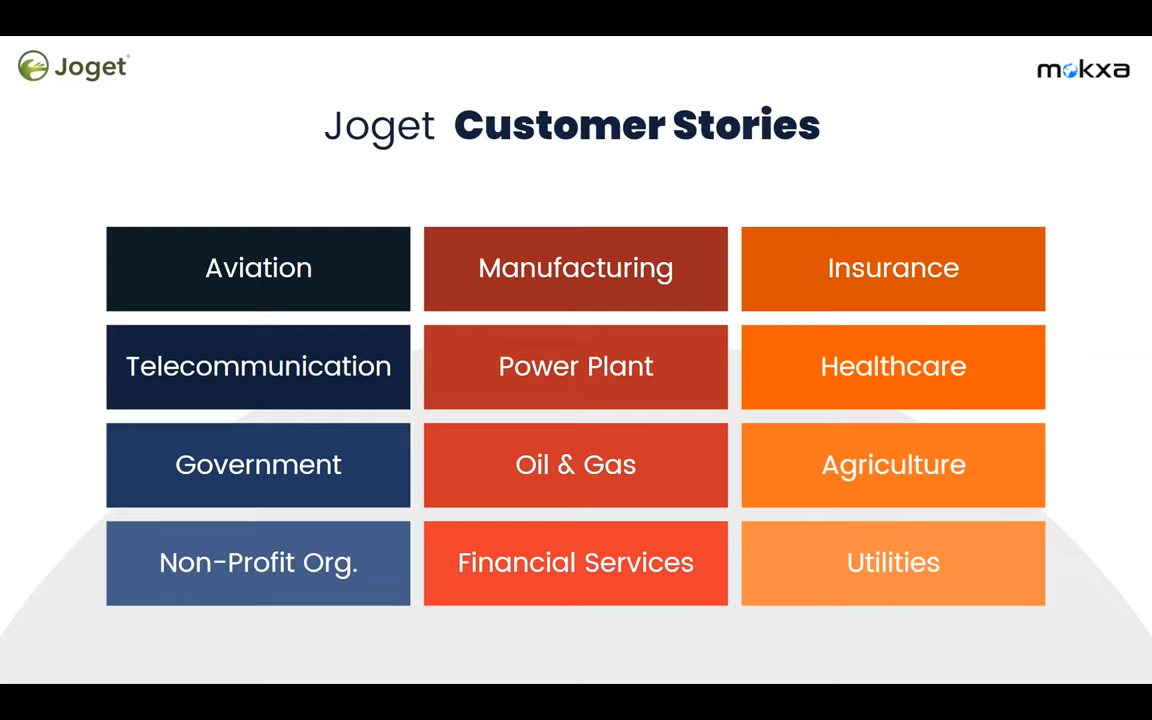 Joget
mokxa
Joget Customer Stories
Aviation
Manufacturing
Insurance
Telecommunication
Power Plant
Healthcare
Government
Oil & Gas
Agriculture
Non-Profit Org.
Financial Services
Utilities